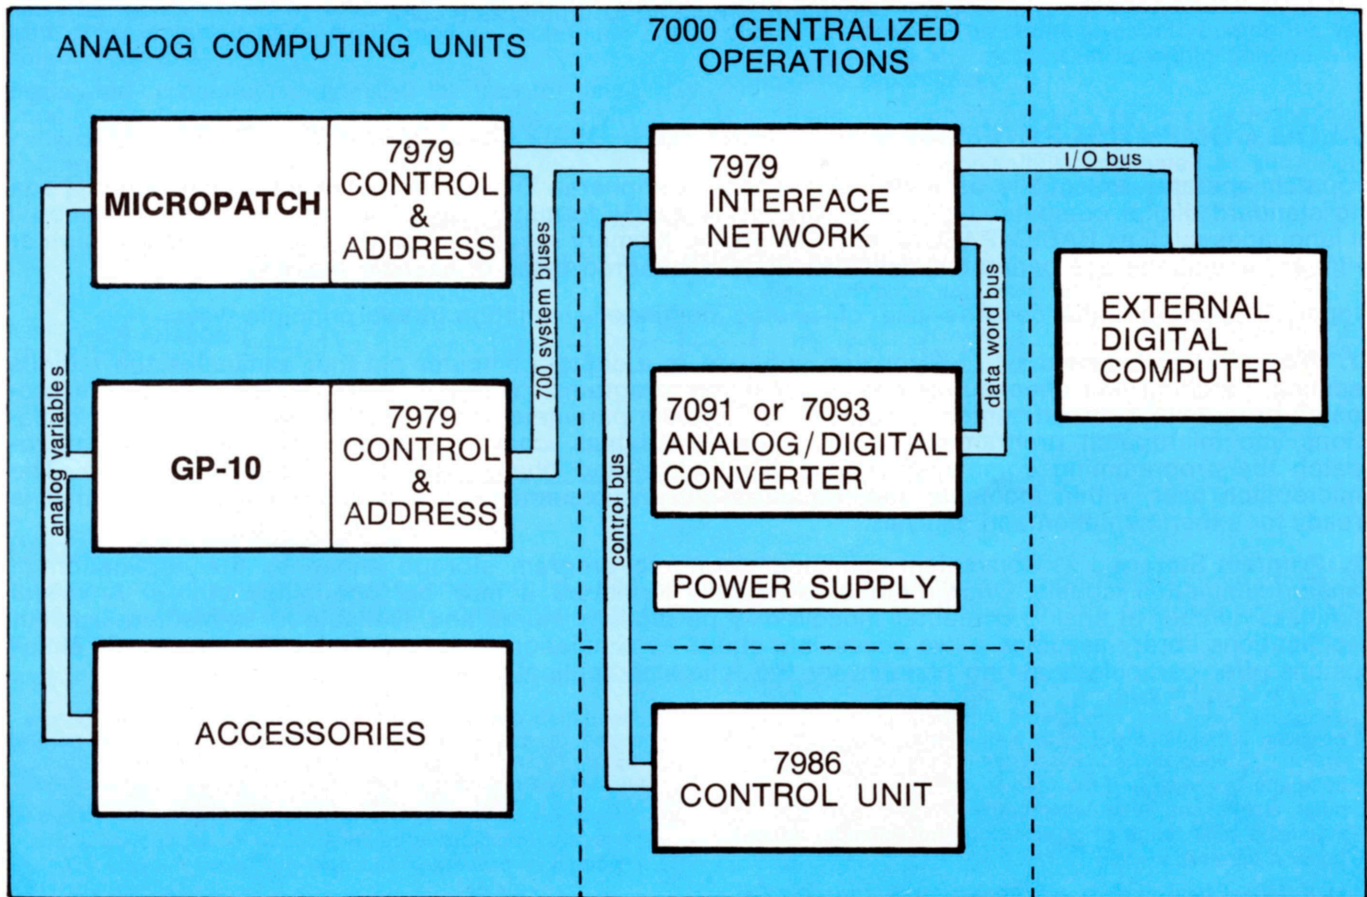 ANALOG COMPUTING UNITS
7000 CENTRALIZED
OPERATIONS
MICROPATCH
7979
CONTROL
&
ADDRESS
7979
INTERFACE
NETWORK
I/O bus
EXTERNAL
DIGITAL
COMPUTER
analog variables
700 system buses
data word bus
GP-10
7979
CONTROL
&
ADDRESS
7091 or 7093
ANALOG/DIGITAL
CONVERTER
control bus
POWER SUPPLY
ACCESSORIES
7986
CONTROL UNIT